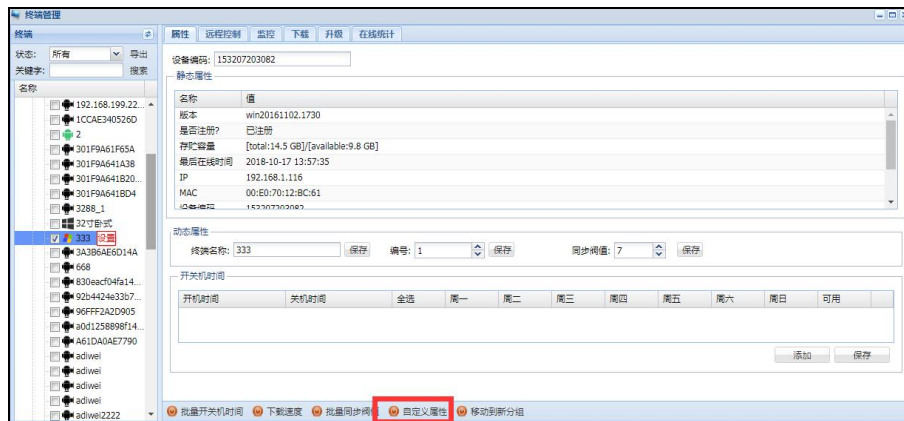 终端管理
终端
状态: 所有 导出
关键字: 搜索
名称
192.168.199.22...
1CCAE340526D
2
301F9A61F65A
301F9A641A38
301F9A641B20...
301F9A641BD4
3288_1
32寸卧式
333 设置
3A3B6AE6D14A
668
830eacf04fa14...
92b4424e33b7...
96FFF2A2D905
a0d1258898f14...
A61DA0AE7790
adiwei
adiwei
adiwei
adiwei
adiwei2222
属性 远程控制 监控 下载 升级 在线统计
设备编码: 153207203082
静态属性
名称 值
版本 win20161102.1730
是否注册? 已注册
存贮容量 [total:14.5 GB]/[available:9.8 GB]
最后在线时间 2018-10-17 13:57:35
IP 192.168.1.116
MAC 00:E0:70:12:BC:61
设备编码 153207203082
动态属性
终端名称: 333 保存 编号: 1 保存 同步阀值: 7 保存
开关机时间
开机时间 关机时间 全选 周一 周二 周三 周四 周五 周六 周日 可用
添加 保存
批量开关机时间 下载速度 批量同步阀值 自定义属性 移动到新分组